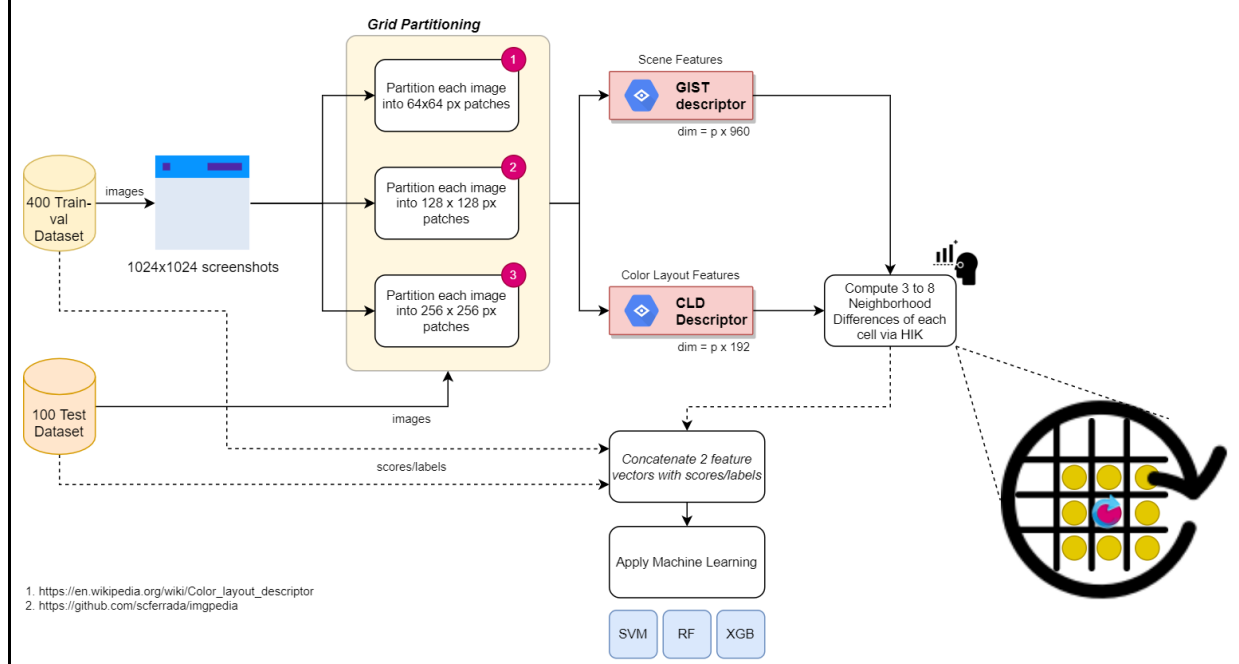 Grid Partitioning
1
Partition each image
into 64x64 px patches
2
Partition each image
into 128 x 128 px
patches
3
Partition each image
into 256 x 256 px
patches
Scene Features
GIST
descriptor
dim = p x 960
Color Layout Features
CLD
Descriptor
dim = p x 192
400 Train-
val
Dataset
images
1024x1024 screenshots
100 Test
Dataset
images
scores/labels
Compute 3 to 8
Neighborhood
Differences of each
cell via HIK
Concatenate 2 feature
vectors with scores/labels
Apply Machine Learning
SVM
RF
XGB
1. https://en.wikipedia.org/wiki/Color_layout_descriptor
2. https://github.com/scferrada/imgpedia